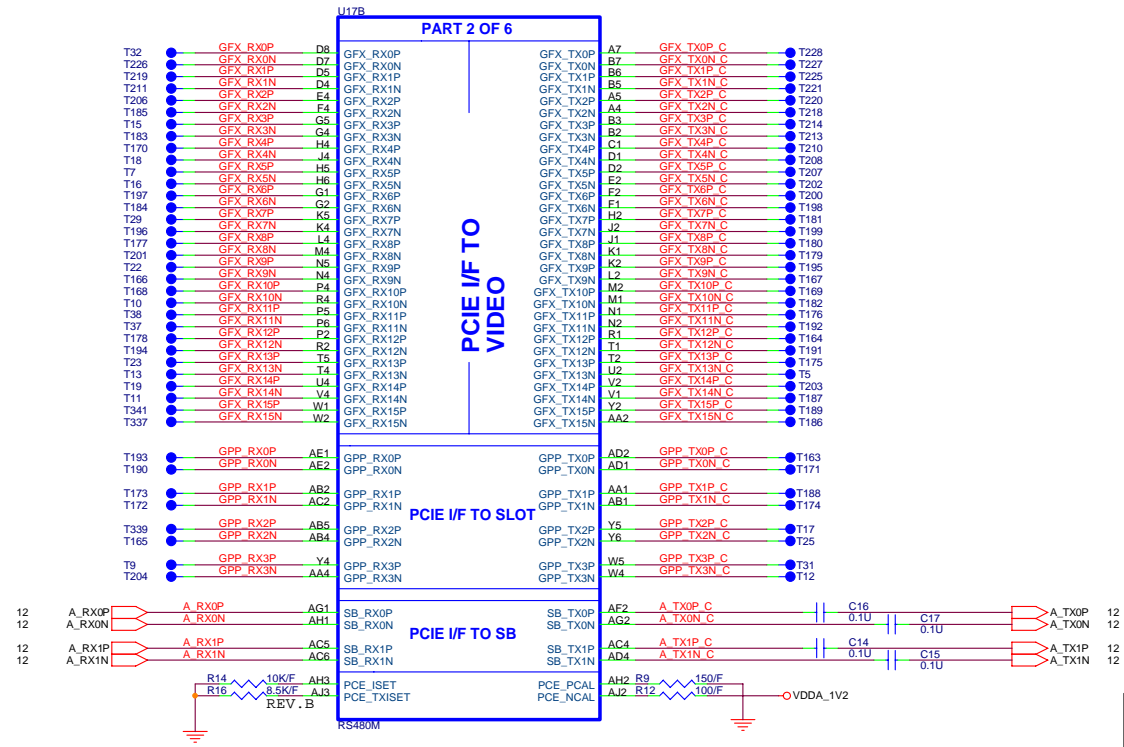 U17B
PART 2 OF 6
T32 GFX_RX0P D8 GFX_RX0P GFX_TX0P A7 GFX_TX0P_C T228
T226 GFX_RX0N D7 GFX_RX0N GFX_TX0N B7 GFX_TX0N_C T227
T219 GFX_RX1P D5 GFX_RX1P GFX_TX1P B6 GFX_TX1P_C T225
T211 GFX_RX1N D4 GFX_RX1N GFX_TX1N B5 GFX_TX1N_C T221
T206 GFX_RX2P E4 GFX_RX2P GFX_TX2P A5 GFX_TX2P_C T220
T185 GFX_RX2N F4 GFX_RX2N GFX_TX2N A4 GFX_TX2N_C T218
T15 GFX_RX3P G5 GFX_RX3P GFX_TX3P B3 GFX_TX3P_C T214
T183 GFX_RX3N G4 GFX_RX3N GFX_TX3N B2 GFX_TX3N_C T213
T170 GFX_RX4P H4 GFX_RX4P GFX_TX4P C1 GFX_TX4P_C T210
T18 GFX_RX4N J4 GFX_RX4N GFX_TX4N D1 GFX_TX4N_C T208
T7 GFX_RX5P H5 GFX_RX5P GFX_TX5P D2 GFX_TX5P_C T207
T16 GFX_RX5N H6 GFX_RX5N GFX_TX5N E2 GFX_TX5N_C T202
T197 GFX_RX6P G1 GFX_RX6P GFX_TX6P F2 GFX_TX6P_C T200
T184 GFX_RX6N G2 GFX_RX6N GFX_TX6N F1 GFX_TX6N_C T198
T29 GFX_RX7P K5 GFX_RX7P GFX_TX7P H2 GFX_TX7P_C T181
T196 GFX_RX7N K4 GFX_RX7N GFX_TX7N J2 GFX_TX7N_C T199
T177 GFX_RX8P L4 GFX_RX8P GFX_TX8P J1 GFX_TX8P_C T180
T201 GFX_RX8N M4 GFX_RX8N GFX_TX8N K1 GFX_TX8N_C T179
T22 GFX_RX9P N5 GFX_RX9P GFX_TX9P K2 GFX_TX9P_C T195
T166 GFX_RX9N N4 GFX_RX9N GFX_TX9N L2 GFX_TX9N_C T167
T168 GFX_RX10P P4 GFX_RX10P GFX_TX10P M2 GFX_TX10P_C T169
T10 GFX_RX10N R4 GFX_RX10N GFX_TX10N M1 GFX_TX10N_C T182
T38 GFX_RX11P P5 GFX_RX11P GFX_TX11P N1 GFX_TX11P_C T176
T37 GFX_RX11N P6 GFX_RX11N GFX_TX11N N2 GFX_TX11N_C T192
T178 GFX_RX12P P2 GFX_RX12P GFX_TX12P R1 GFX_TX12P_C T164
T194 GFX_RX12N R2 GFX_RX12N GFX_TX12N T1 GFX_TX12N_C T191
T23 GFX_RX13P T5 GFX_RX13P GFX_TX13P T2 GFX_TX13P_C T175
T13 GFX_RX13N T4 GFX_RX13N GFX_TX13N U2 GFX_TX13N_C T5
T19 GFX_RX14P U4 GFX_RX14P GFX_TX14P V2 GFX_TX14P_C T203
T11 GFX_RX14N V4 GFX_RX14N GFX_TX14N V1 GFX_TX14N_C T187
T341 GFX_RX15P W1 GFX_RX15P GFX_TX15P Y2 GFX_TX15P_C T189
T337 GFX_RX15N W2 GFX_RX15N GFX_TX15N AA2 GFX_TX15N_C T186
PCIE I/F TO
VIDEO
T193 GPP_RX0P AE1 GPP_RX0P GPP_TX0P AD2 GPP_TX0P_C T163
T190 GPP_RX0N AE2 GPP_RX0N GPP_TX0N AD1 GPP_TX0N_C T171
T173 GPP_RX1P AB2 GPP_RX1P GPP_TX1P AA1 GPP_TX1P_C T188
T172 GPP_RX1N AC2 GPP_RX1N GPP_TX1N AB1 GPP_TX1N_C T174
PCIE I/F TO SLOT
T339 GPP_RX2P AB5 GPP_RX2P GPP_TX2P Y5 GPP_TX2P_C T17
T165 GPP_RX2N AB4 GPP_RX2N GPP_TX2N Y6 GPP_TX2N_C T25
T9 GPP_RX3P Y4 GPP_RX3P GPP_TX3P W5 GPP_TX3P_C T31
T204 GPP_RX3N AA4 GPP_RX3N GPP_TX3N W4 GPP_TX3N_C T12
12 A_RX0P A_RX0P AG1 SB_RX0P SB_TX0P AF2 A_TX0P_C C16 0.1U A_TX0P 12
12 A_RX0N A_RX0N AH1 SB_RX0N SB_TX0N AG2 A_TX0N_C C17 0.1U A_TX0N 12
PCIE I/F TO SB
12 A_RX1P A_RX1P AC5 SB_RX1P SB_TX1P AC4 A_TX1P_C C14 0.1U A_TX1P 12
12 A_RX1N A_RX1N AC6 SB_RX1N SB_TX1N AD4 A_TX1N_C C15 0.1U A_TX1N 12
R14 10K/F AH3 PCE_ISET PCE_PCAL AH2 R9 150/F
R16 8.5K/F AJ3 PCE_TXISET PCE_NCAL AJ2 R12 100/F VDDA_1V2
REV.B
RS480M